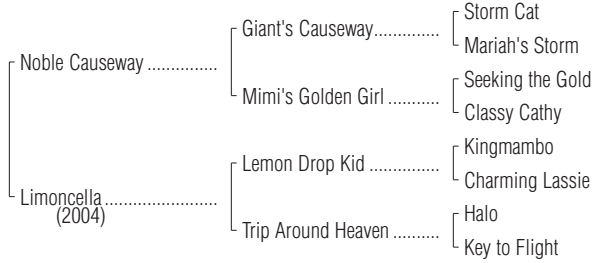 Storm Cat
Giant's Causeway..............
Mariah's Storm
Noble Causeway ...............
Seeking the Gold
Mimi's Golden Girl ...........
Classy Cathy
Kingmambo
Lemon Drop Kid ...............
Charming Lassie
Limoncella........................
(2004)
Halo
Trip Around Heaven ..........
Key to Flight